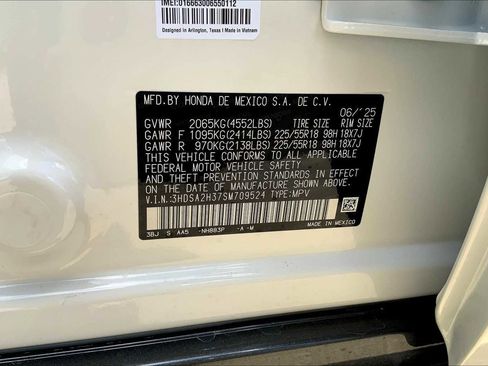 IMEI:016663006550112
Designed in Arlington, Texas | Made in Vietnam
MFD.BY HONDA DE MEXICO S.A. DE C.V.
06/'25
GVWR 2065KG(4552LBS) TIRE SIZE RIM SIZE
GAWR F 1095KG(2414LBS) 225/55R18 98H 18X7J
GAWR R 970KG(2138LBS) 225/55R18 98H 18X7J
THIS VEHICLE CONFORMS TO ALL APPLICABLE
FEDERAL MOTOR VEHICLE SAFETY
AND THEFT PREVENTION STANDARDS IN EFFECT
ON THE DATE OF MANUFACTURE SHOWN ABOVE.
V.I.N:3HDSA2H37SM709524 TYPE:MPV
3BJ S AA5 -NH883P -A -M MADE IN MEXICO